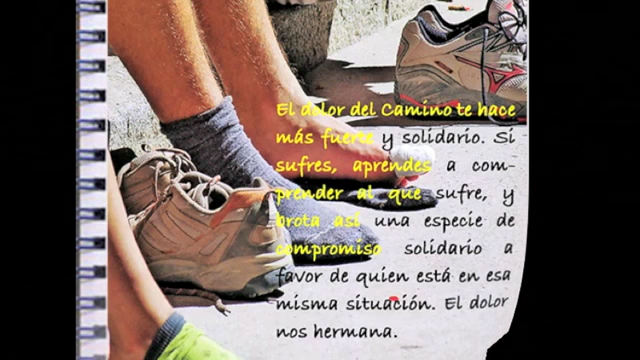 El dolor del Camino te hace
más fuerte y solidario. Si
sufres, aprendes a com-
prender al que sufre, y
brota así una especie de
compromiso solidario a
favor de quien está en esa
misma situación. El dolor
nos hermana.